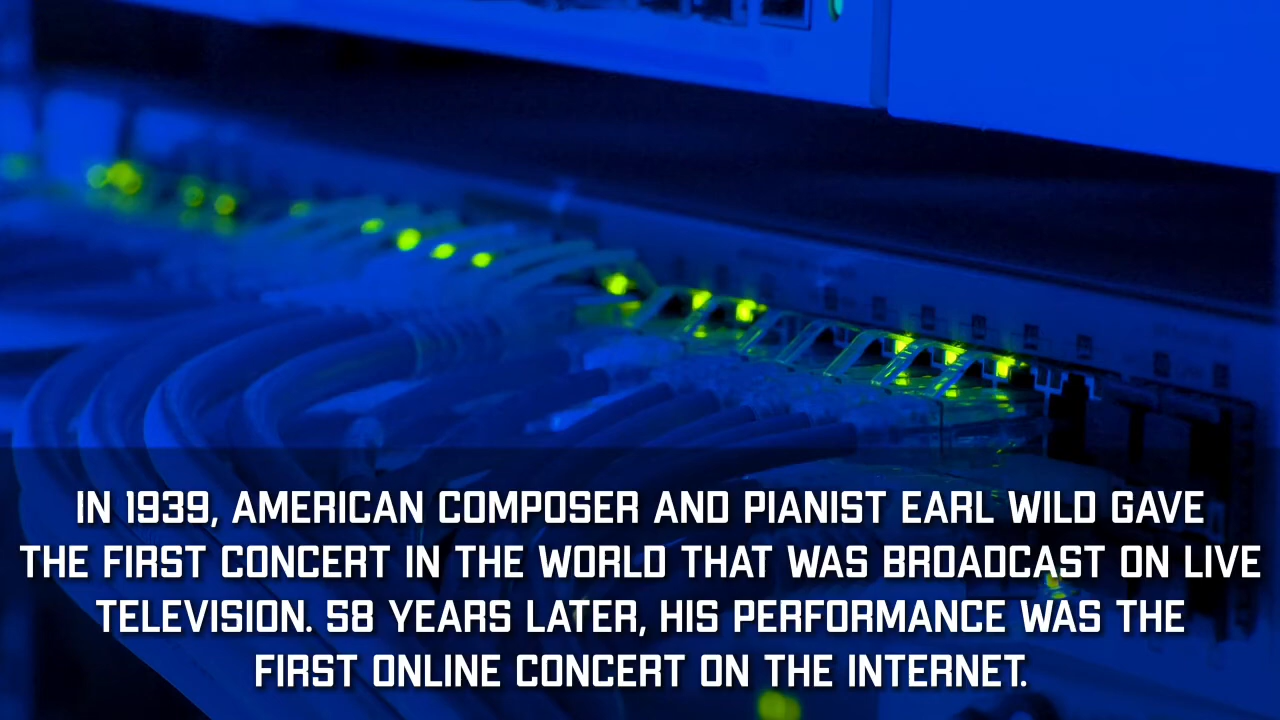 IN 1939, AMERICAN COMPOSER AND PIANIST EARL WILD GAVE
THE FIRST CONCERT IN THE WORLD THAT WAS BROADCAST ON LIVE
TELEVISION. 58 YEARS LATER, HIS PERFORMANCE WAS THE
FIRST ONLINE CONCERT ON THE INTERNET.